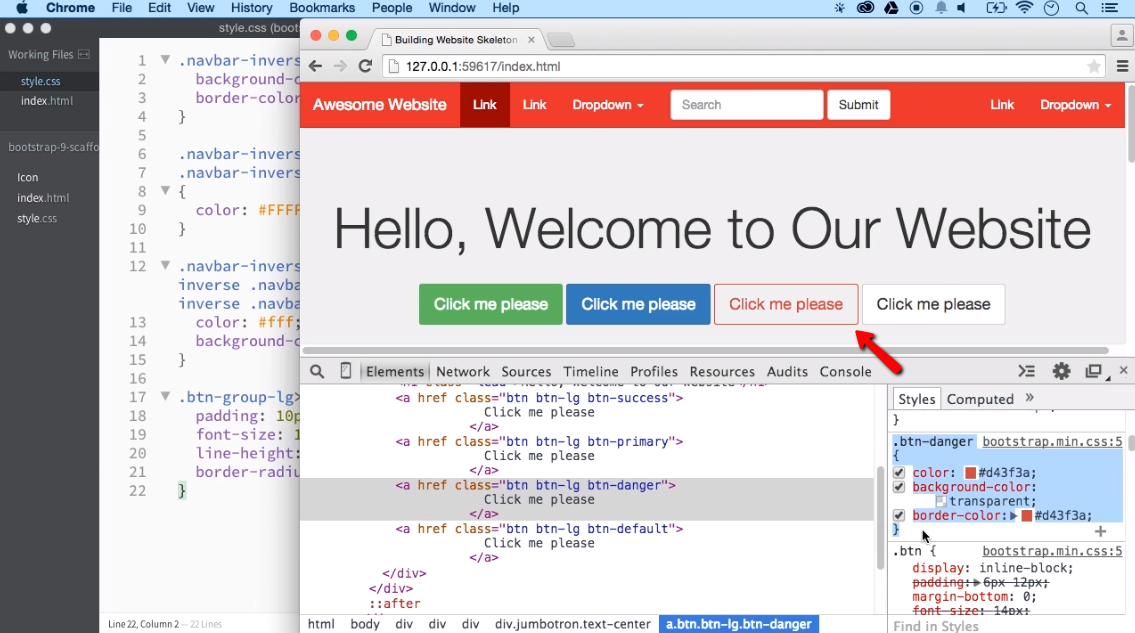 Chrome File Edit View History Bookmarks People Window Help
style.css (boots
Working Files
style.css
index.html
bootstrap-9-scaffo
Icon
index.html
style.css
1 .navbar-invers
2 background-c
3 border-color
4 }
5
6 .navbar-invers
7 .navbar-invers
8 {
9 color: #FFFF
10 }
11
12 .navbar-invers
inverse .navba
inverse .navba
13 color: #fff;
14 background-c
15 }
16
17 .btn-group-lg>
18 padding: 10p
19 font-size: 1
20 line-height:
21 border-radiu
22 }
Line 22, Column 2 — 22 Lines
Building Website Skeleton
127.0.0.1:59617/index.html
Awesome Website Link Link Dropdown Search Submit Link Dropdown
Hello, Welcome to Our Website
Click me please Click me please Click me please Click me please
Elements Network Sources Timeline Profiles Resources Audits Console
<a href class="btn btn-lg btn-success">
Click me please
</a>
<a href class="btn btn-lg btn-primary">
Click me please
</a>
<a href class="btn btn-lg btn-danger">
Click me please
</a>
<a href class="btn btn-lg btn-default">
Click me please
</a>
</div>
</div>
::after
html body div div div div.jumbotron.text-center a.btn.btn-lg.btn-danger
Styles Computed »
}
.btn-danger bootstrap.min.css:5
{
color: #d43f3a;
background-color:
transparent;
border-color: #d43f3a;
}
.btn { bootstrap.min.css:5
display: inline-block;
padding: 6px 12px;
margin-bottom: 0;
font-size: 14px;
Find in Styles